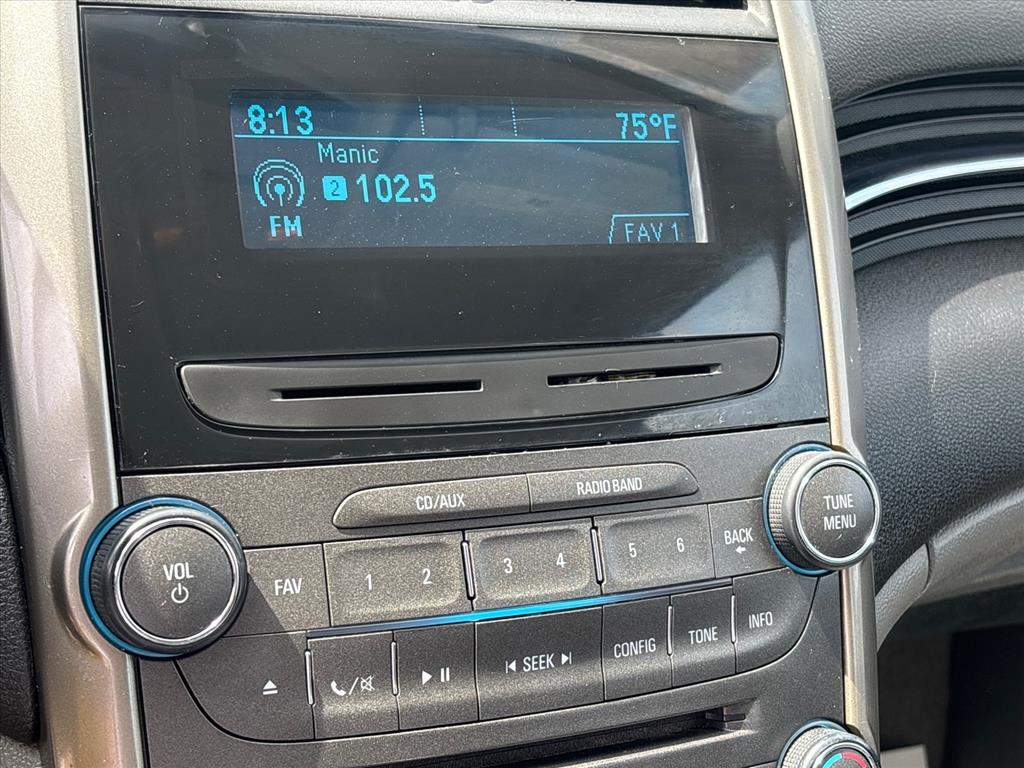 8:13 75°F
Manic
2 102.5
FM
FAV 1
CD/AUX RADIO BAND
TUNE
MENU
VOL
FAV 1 2 3 4 5 6 BACK
SEEK CONFIG TONE INFO